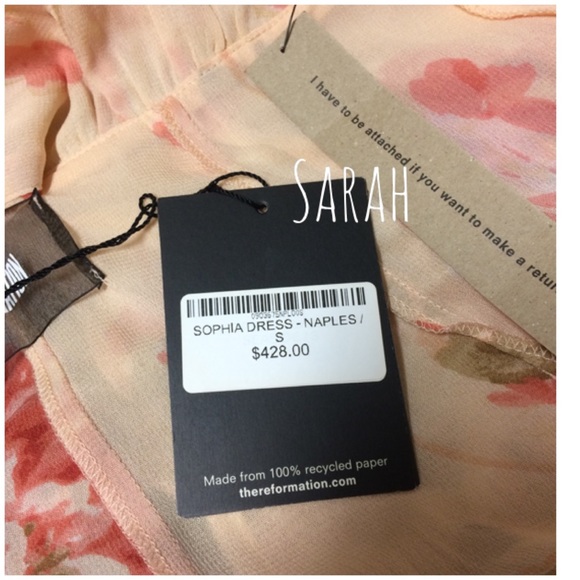 I have to be attached if you want to make a retur
SARAH
SOPHIA DRESS - NAPLES /
S
$428.00
Made from 100% recycled paper
thereformation.com